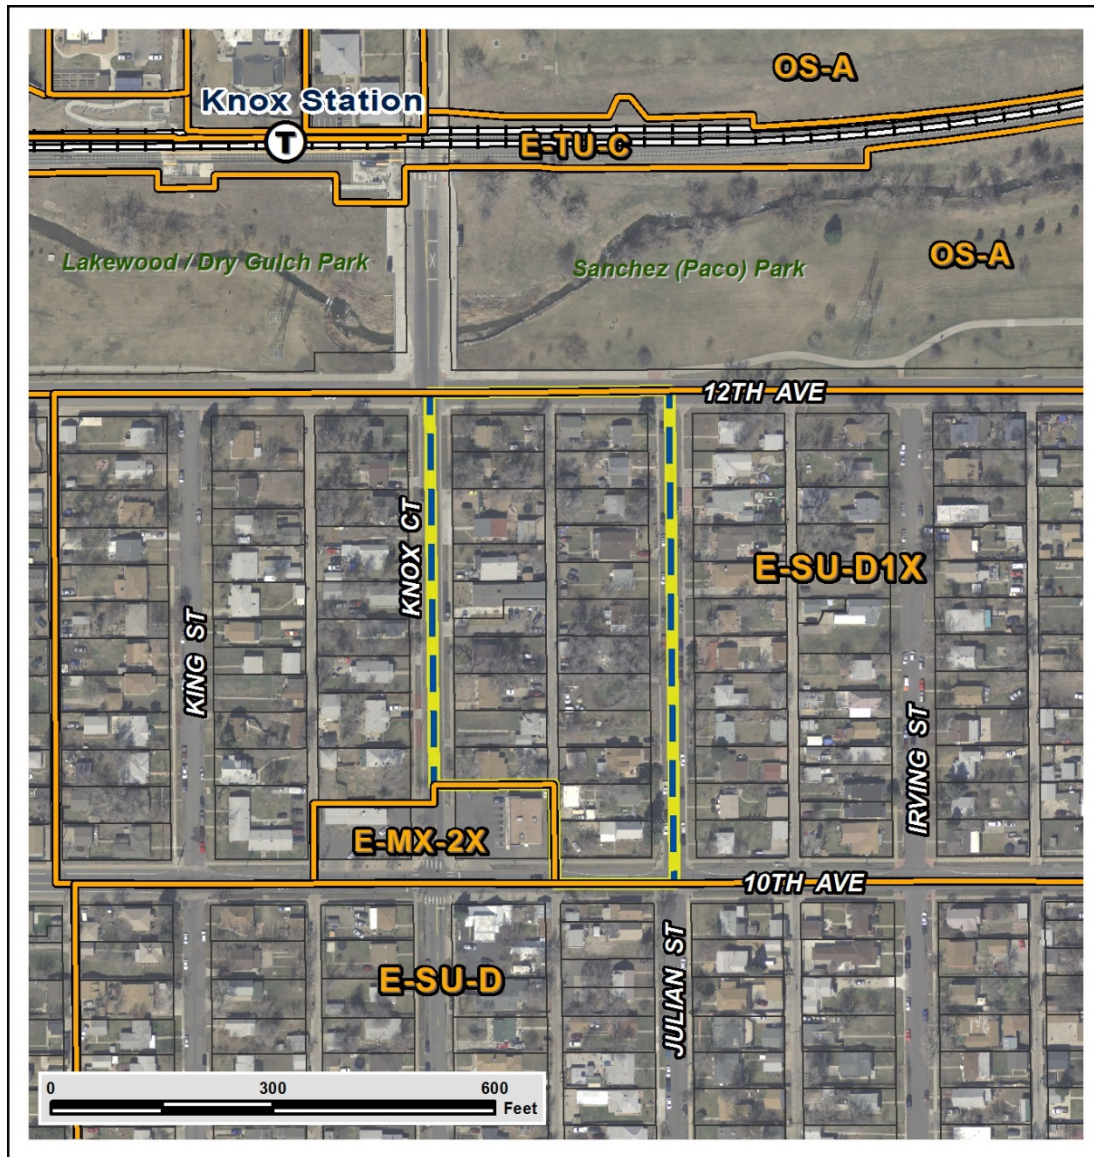 OS-A
Knox Station
T
E-TU-C
Lakewood / Dry Gulch Park
Sanchez (Paco) Park
OS-A
12TH AVE
KNOX CT
E-SU-D1X
KING ST
IRVING ST
E-MX-2X
10TH AVE
E-SU-D
JULIAN ST
0 300 600
Feet